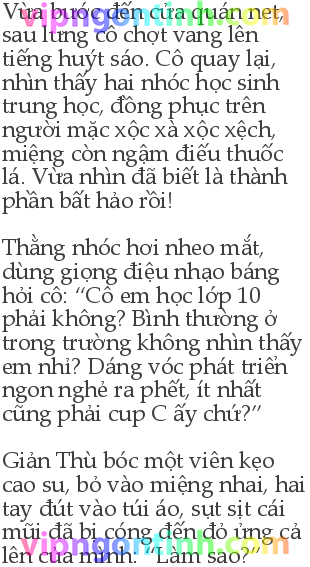 Vừa bước đến cửa quán net,
sau lưng cô chợt vang lên
tiếng huýt sáo. Cô quay lại,
nhìn thấy hai nhóc học sinh
trung học, đồng phục trên
người mặc xộc xà xộc xệch,
miệng còn ngậm điếu thuốc
lá. Vừa nhìn đã biết là thành
phần bất hảo rồi!
Thằng nhóc hơi nheo mắt,
dùng giọng điệu nhạo báng
hỏi cô: “Cô em học lớp 10
phải không? Bình thường ở
trong trường không nhìn thấy
em nhỉ? Dáng vóc phát triển
ngon nghẻ ra phết, ít nhất
cũng phải cup C ấy chứ?”
Giản Thù bóc một viên kẹo
cao su, bỏ vào miệng nhai, hai
tay đút vào túi áo, sụt sịt cái
mũi đã bị cóng đến đỏ ửng cả
lên của mình: “Làm sao?”
vipngontinh.com
vipngontinh.com